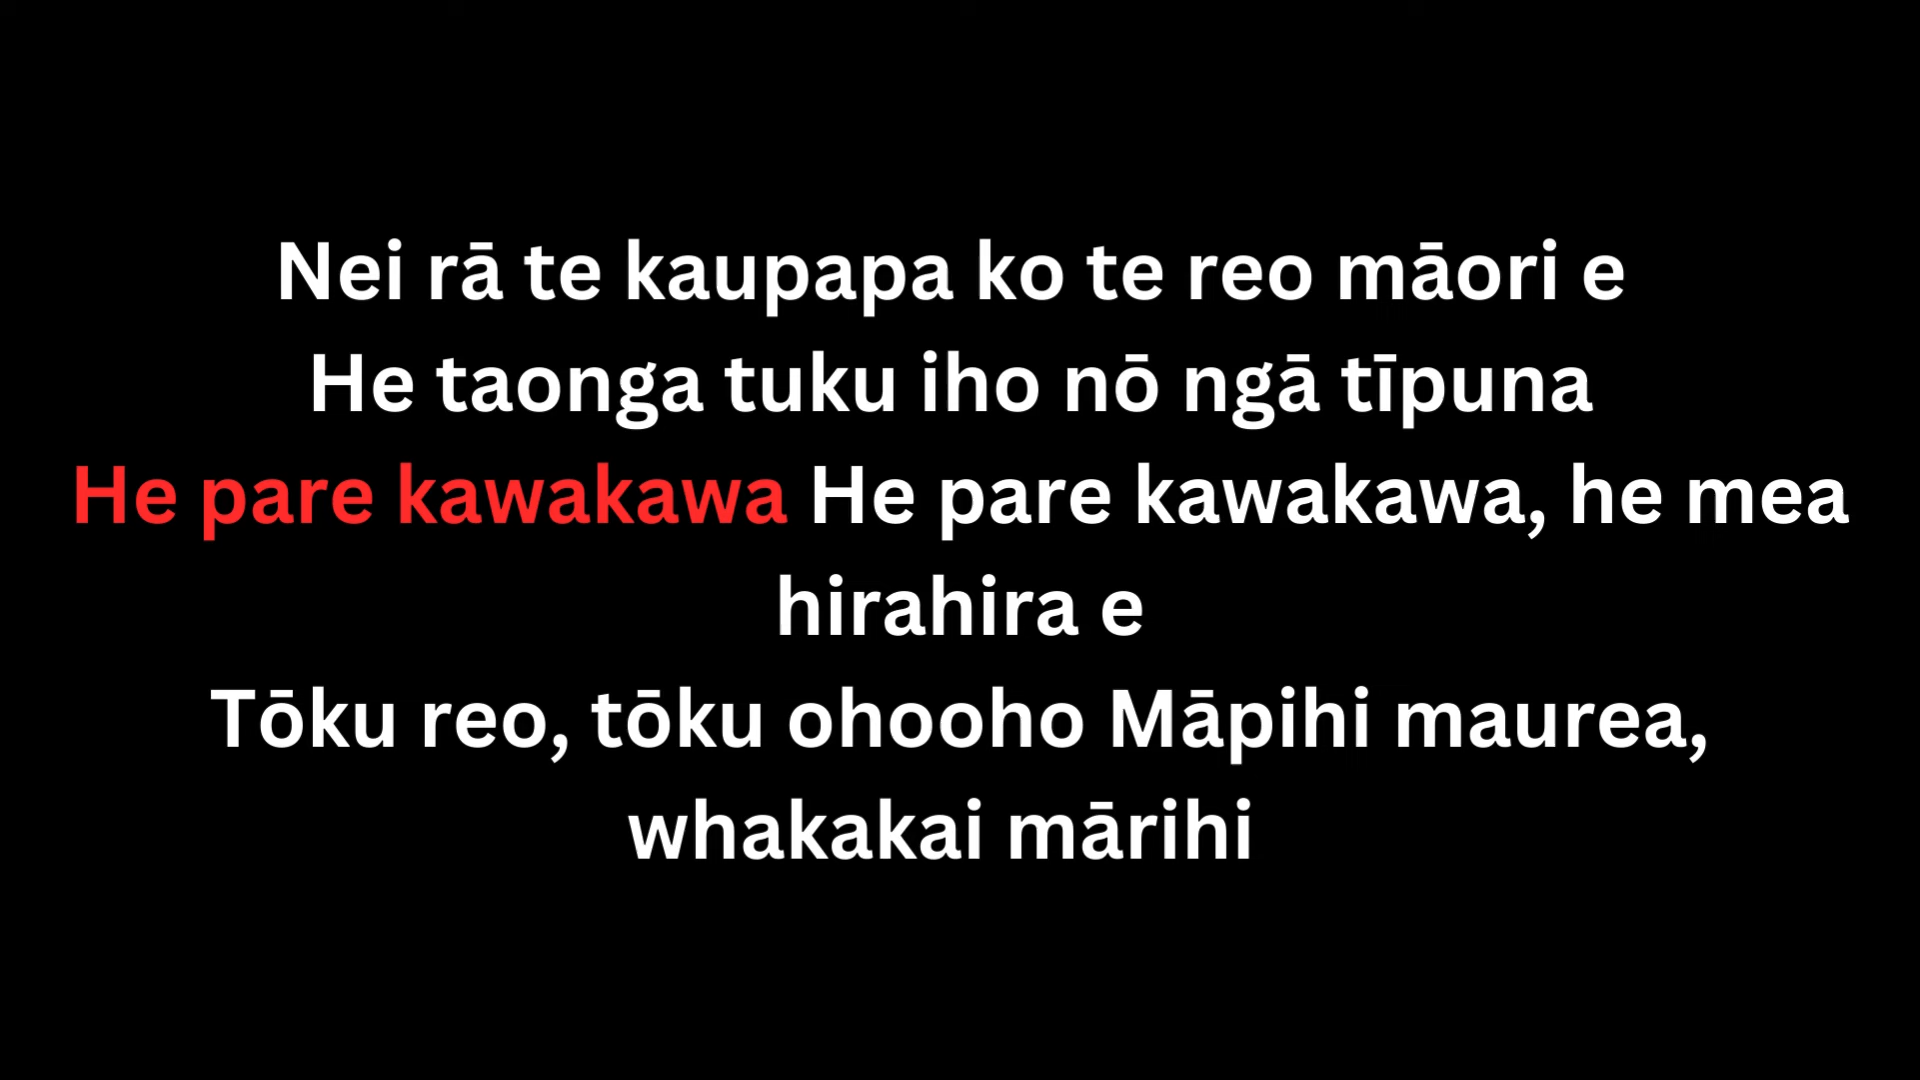 Nei rā te kaupapa ko te reo māori e
He taonga tuku iho nō ngā tīpuna
He pare kawakawa He pare kawakawa, he mea
hirahira e
Tōku reo, tōku ohooho Māpihi maurea,
whakakai mārihi